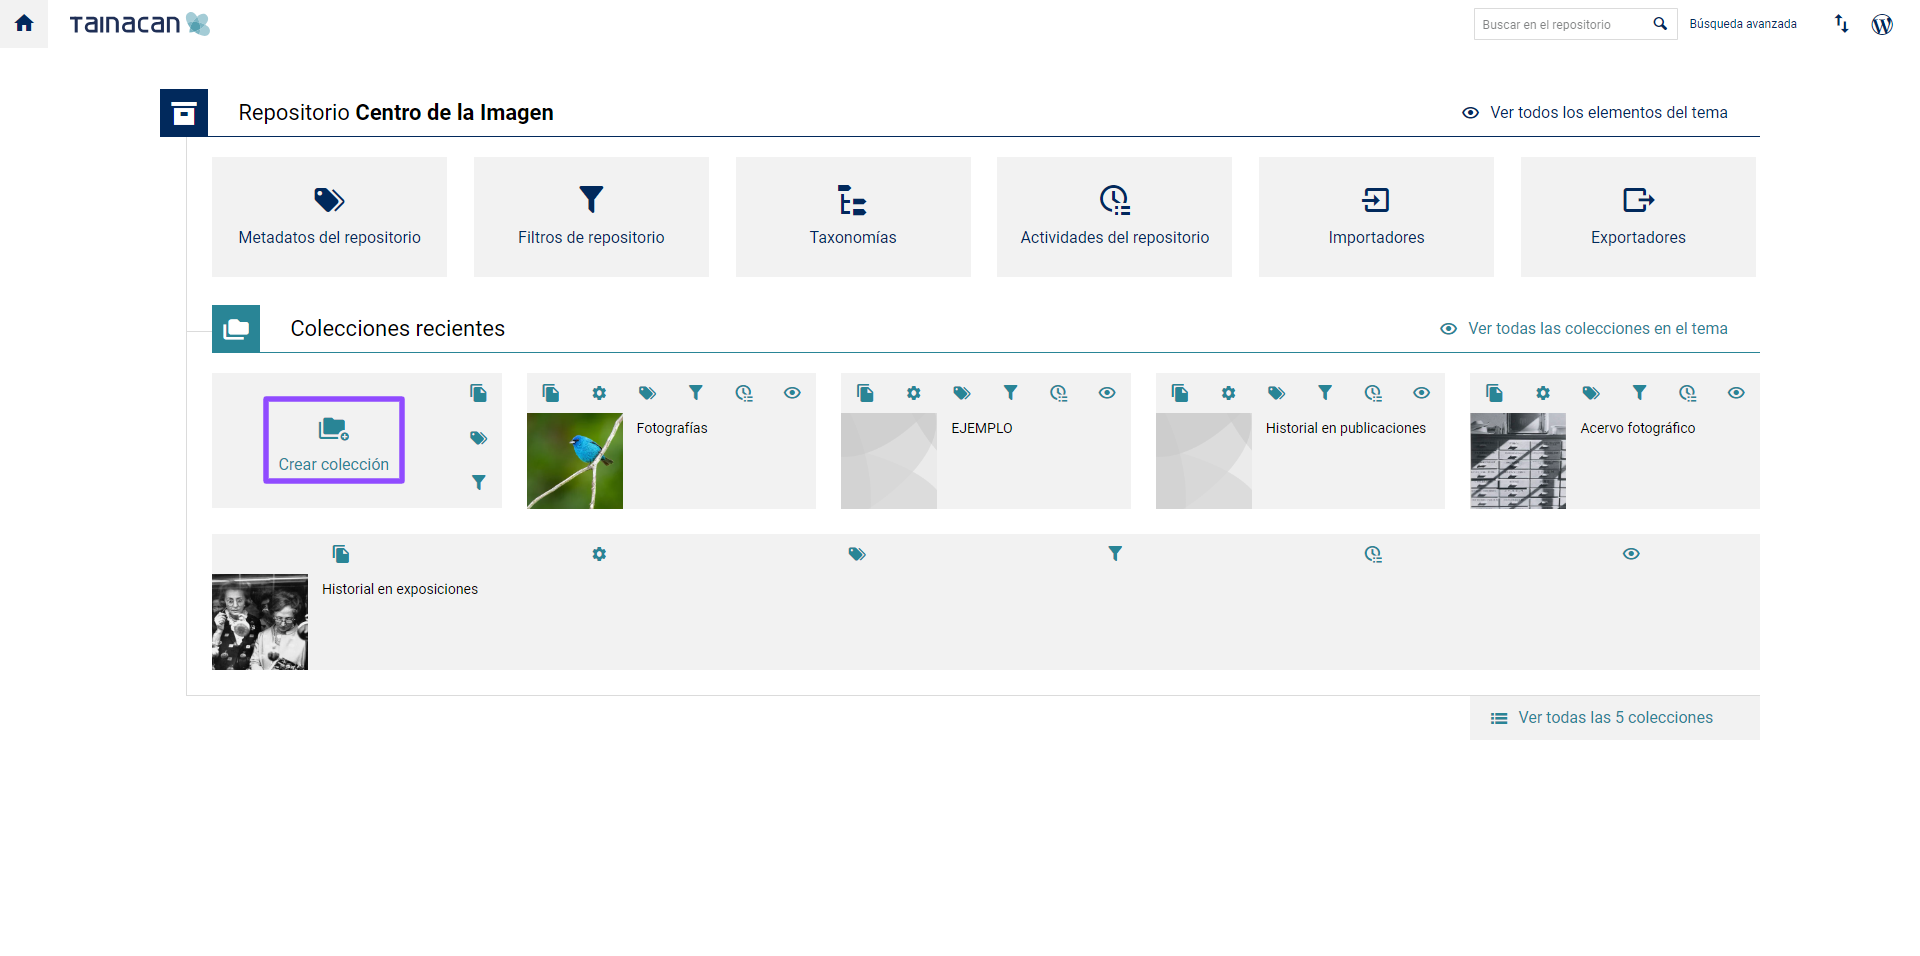 TAINACAN
Buscar en el repositorio
Búsqueda avanzada
Repositorio Centro de la Imagen
Ver todos los elementos del tema
Metadatos del repositorio
Filtros de repositorio
Taxonomías
Actividades del repositorio
Importadores
Exportadores
Colecciones recientes
Ver todas las colecciones en el tema
Crear colección
Fotografías
EJEMPLO
Historial en publicaciones
Acervo fotográfico
Historial en exposiciones
Ver todas las 5 colecciones